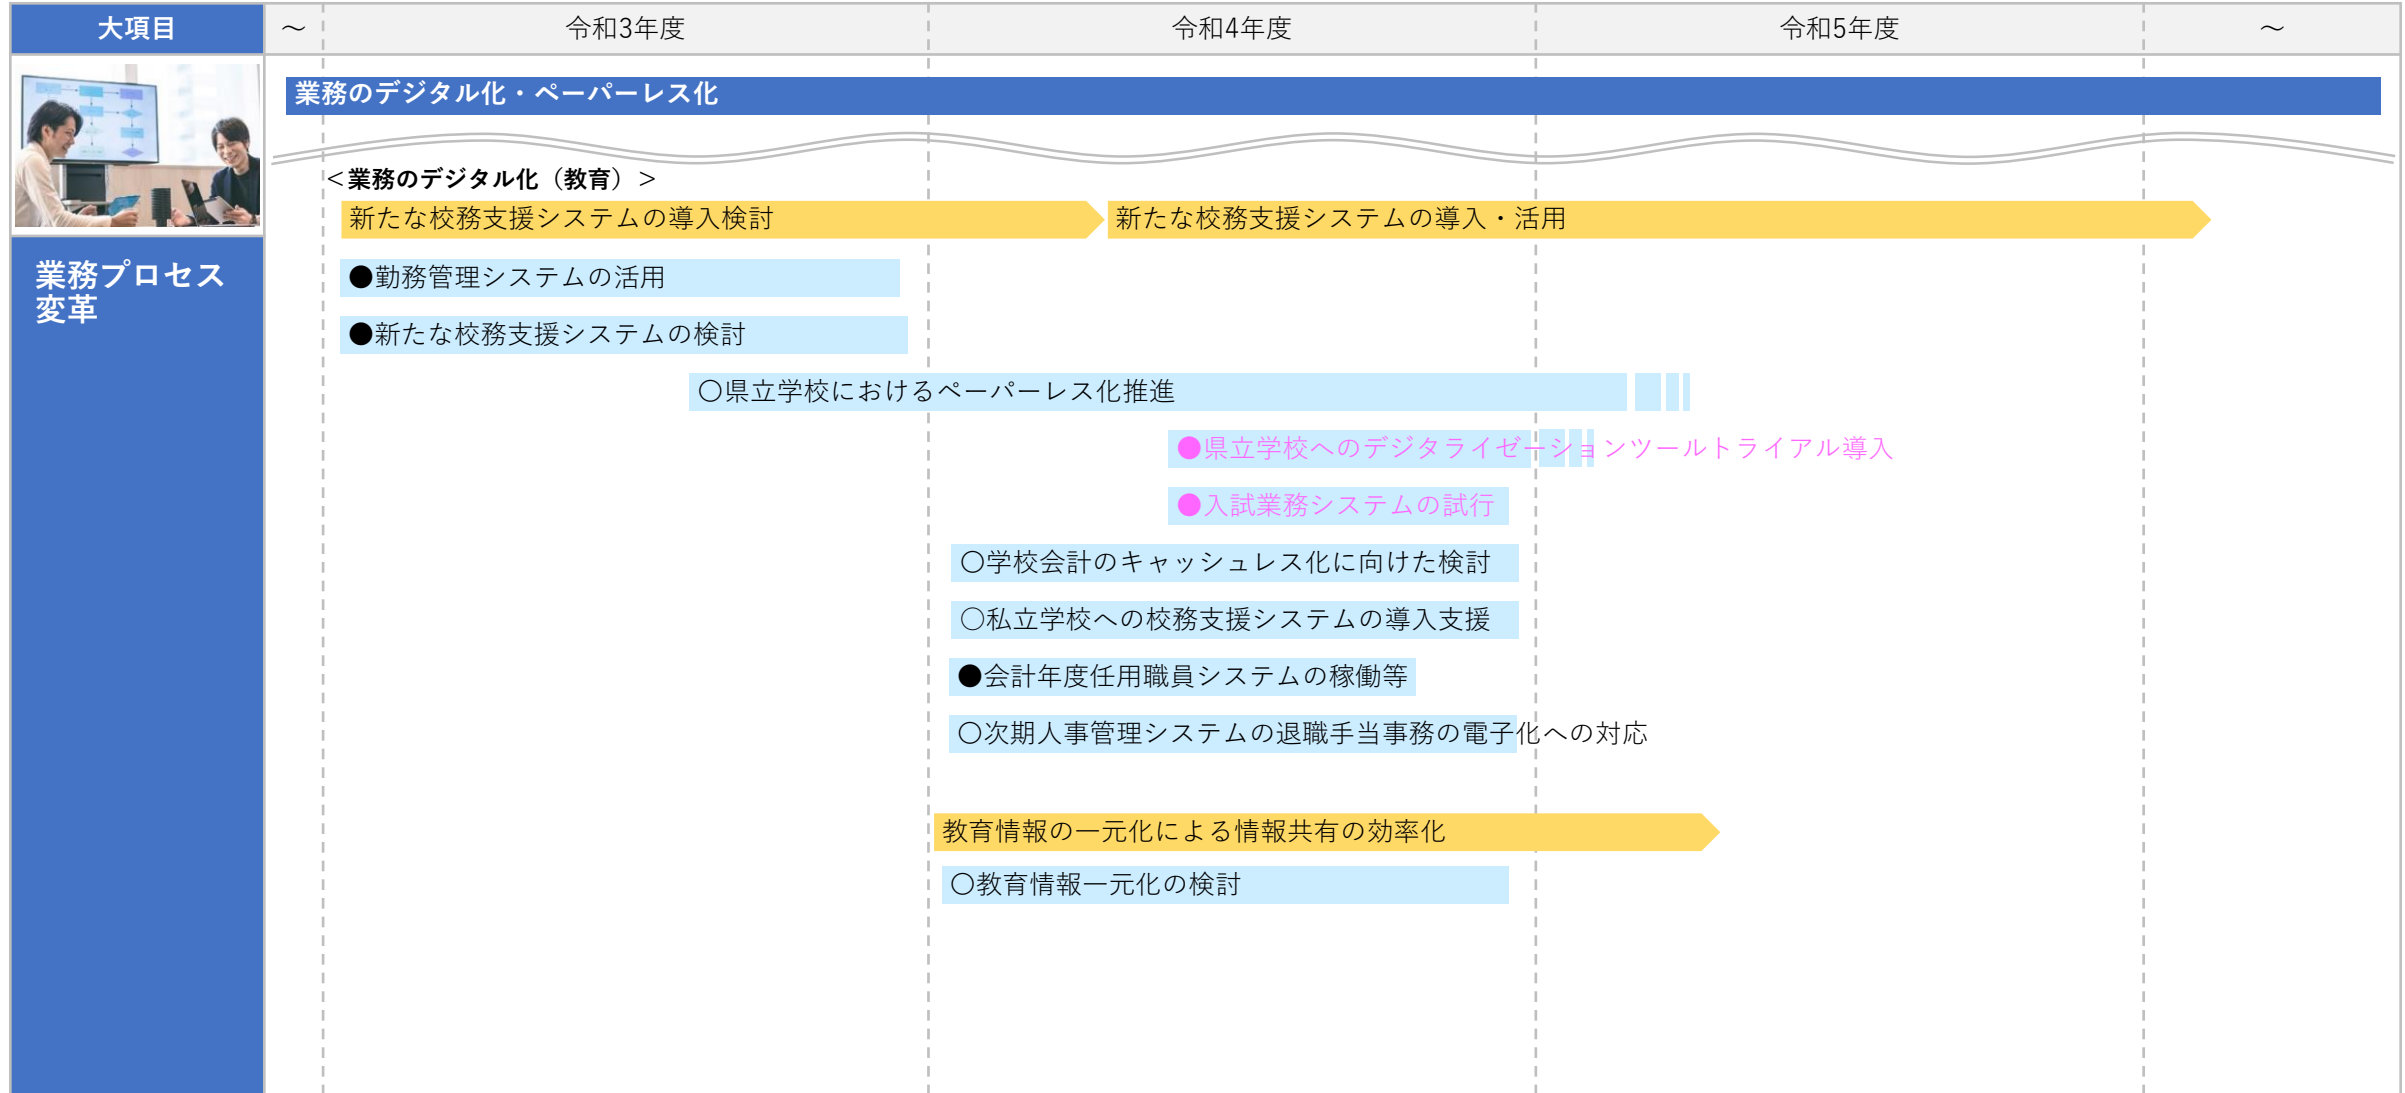 大項目
～
令和3年度
令和4年度
令和5年度
～
業務のデジタル化・ペーパーレス化
＜業務のデジタル化（教育）＞
新たな校務支援システムの導入検討
新たな校務支援システムの導入・活用
業務プロセス
変革
●勤務管理システムの活用
●新たな校務支援システムの検討
○県立学校におけるペーパーレス化推進
●県立学校へのデジタライゼーションツールトライアル導入
●入試業務システムの試行
○学校会計のキャッシュレス化に向けた検討
○私立学校への校務支援システムの導入支援
●会計年度任用職員システムの稼働等
○次期人事管理システムの退職手当事務の電子化への対応
教育情報の一元化による情報共有の効率化
○教育情報一元化の検討